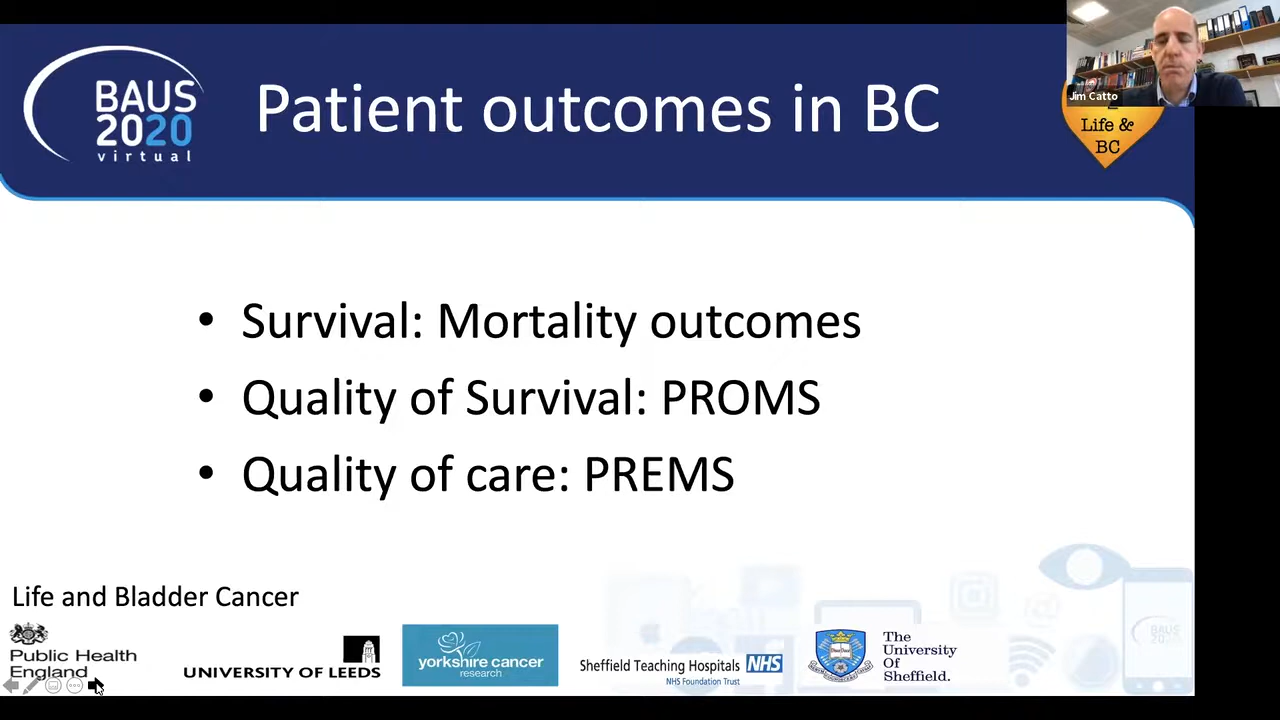 BAUS
2020
virtual
Patient outcomes in BC
Jim Catto
Life &
BC
• Survival: Mortality outcomes
• Quality of Survival: PROMS
• Quality of care: PREMS
Life and Bladder Cancer
Public Health
England
UNIVERSITY OF LEEDS
yorkshire cancer
research
Sheffield Teaching Hospitals NHS
NHS Foundation Trust
The
University
Of
Sheffield.
BAUS